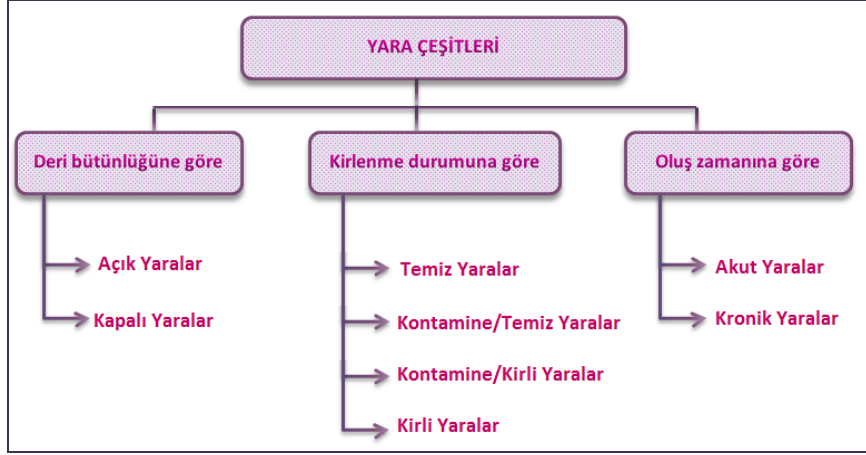 YARA ÇEŞİTLERİ
Deri bütünlüğüne göre
Açık Yaralar
Kapalı Yaralar
Kirlenme durumuna göre
Temiz Yaralar
Kontamine/Temiz Yaralar
Kontamine/Kirli Yaralar
Kirli Yaralar
Oluş zamanına göre
Akut Yaralar
Kronik Yaralar